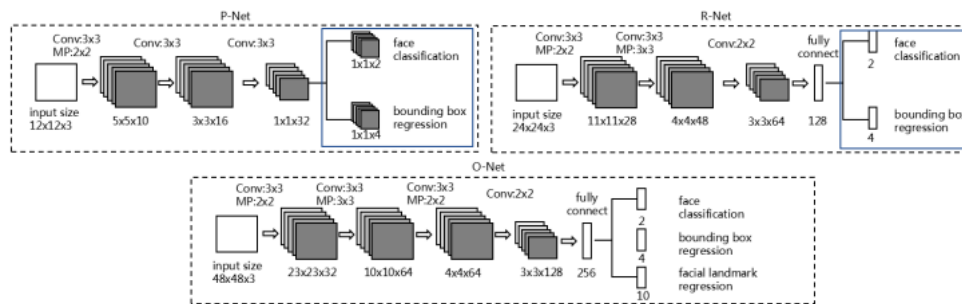 P-Net
Conv:3x3
MP:2x2
Conv:3x3
Conv:3x3
input size
12x12x3
5x5x10
3x3x16
1x1x32
1x1x2
face
classification
1x1x4
bounding box
regression
R-Net
Conv:3x3
MP:2x2
Conv:3x3
MP:3x3
Conv:2x2
fully
connect
input size
24x24x3
11x11x28
4x4x48
3x3x64
128
2
face
classification
4
bounding box
regression
O-Net
Conv:3x3
MP:2x2
Conv:3x3
MP:3x3
Conv:3x3
MP:2x2
Conv:2x2
fully
connect
input size
48x48x3
23x23x32
10x10x64
4x4x64
3x3x128
256
2
face
classification
4
bounding box
regression
10
facial landmark
regression